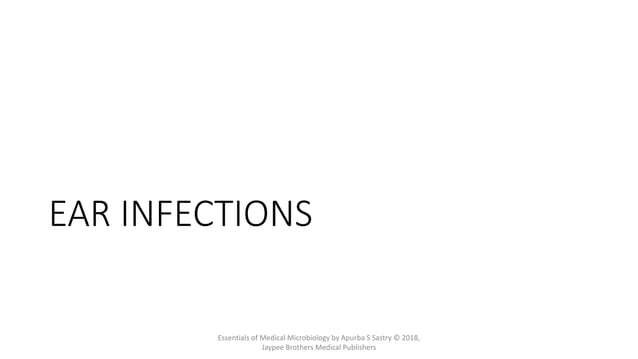 EAR INFECTIONS
Essentials of Medical Microbiology by Apurba S Sastry © 2018,
Jaypee Brothers Medical Publishers